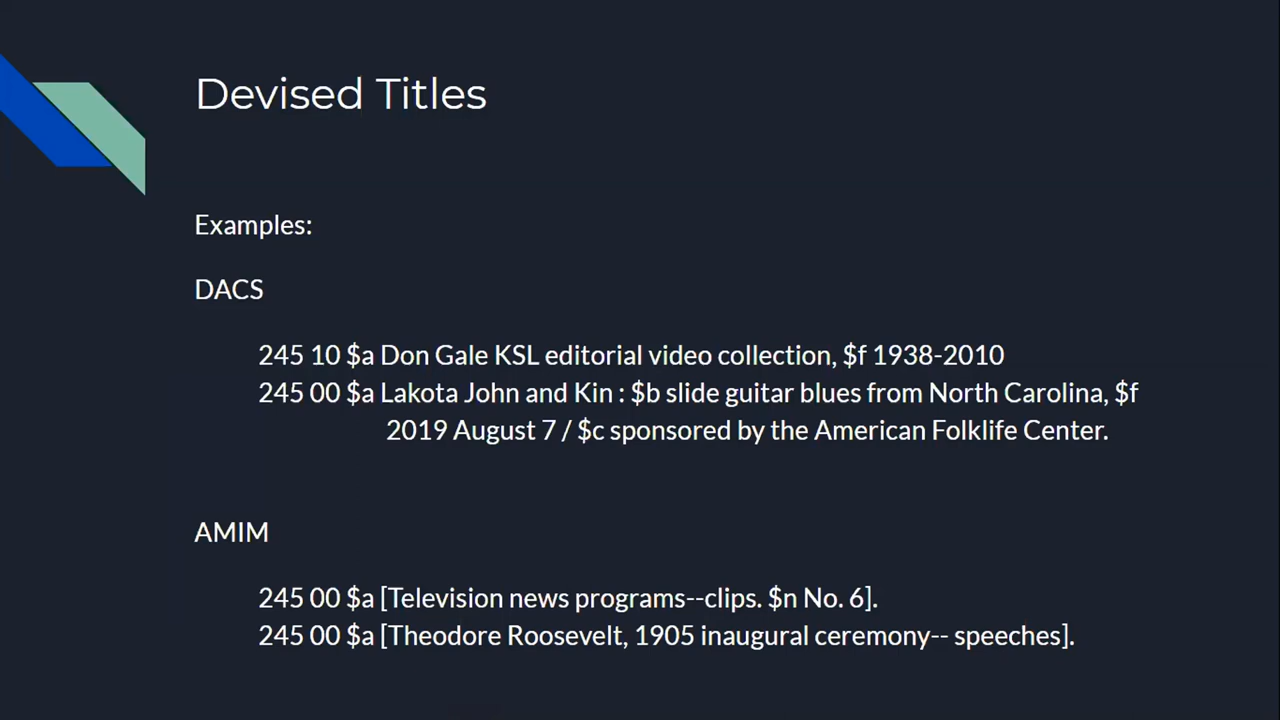 Devised Titles
Examples:
DACS
245 10 $a Don Gale KSL editorial video collection, $f 1938-2010
245 00 $a Lakota John and Kin : $b slide guitar blues from North Carolina, $f
2019 August 7 / $c sponsored by the American Folklife Center.
AMIM
245 00 $a [Television news programs--clips. $n No. 6].
245 00 $a [Theodore Roosevelt, 1905 inaugural ceremony-- speeches].